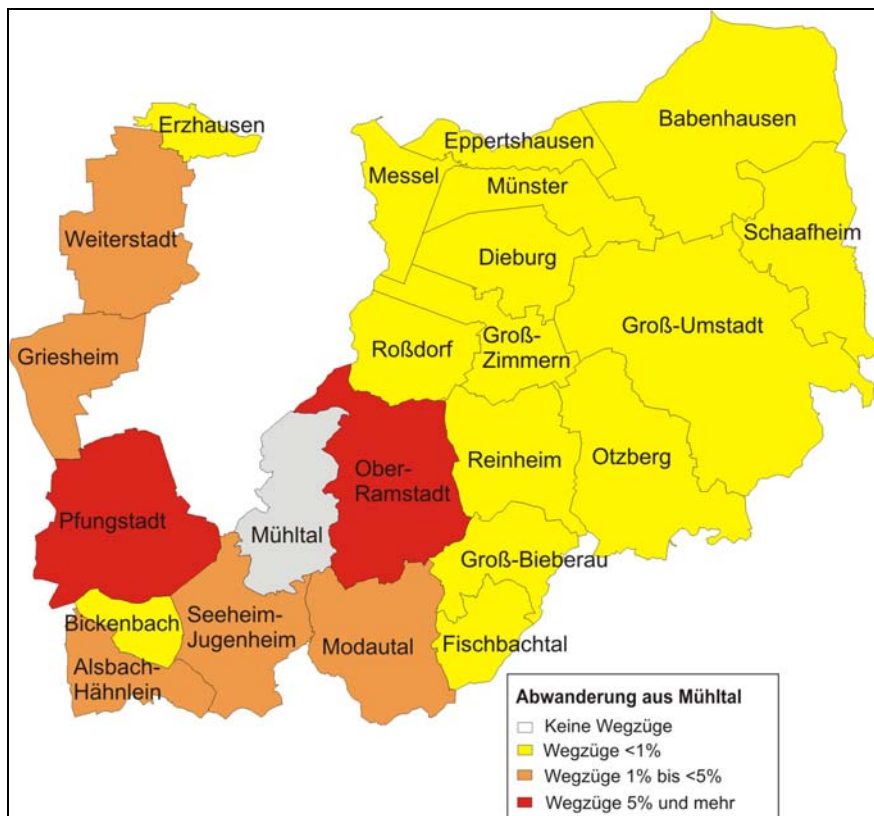 Erzhausen
Babenhausen
Eppertshausen
Messel
Münster
Weiterstadt
Schaafheim
Dieburg
Groß-Umstadt
Griesheim
Roßdorf
Groß-
Zimmern
Ober-
Ramstadt
Reinheim
Otzberg
Pfungstadt
Mühltal
Groß-Bieberau
Bickenbach
Seeheim-
Jugenheim
Modautal
Fischbachtal
Alsbach-
Hähnlein
Abwanderung aus Mühltal
Keine Wegzüge
Wegzüge <1%
Wegzüge 1% bis <5%
Wegzüge 5% und mehr